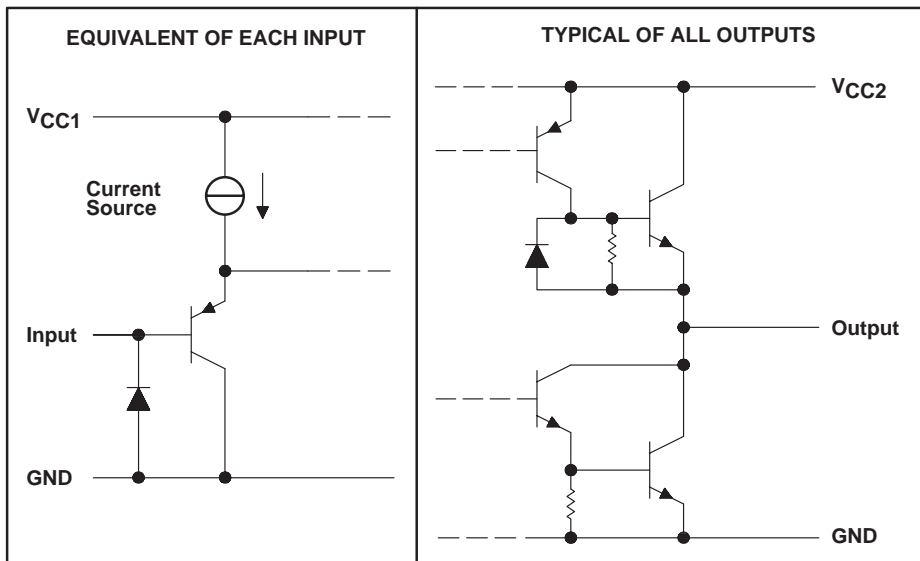 EQUIVALENT OF EACH INPUT
VCC1
Current
Source
Input
GND
TYPICAL OF ALL OUTPUTS
VCC2
Output
GND